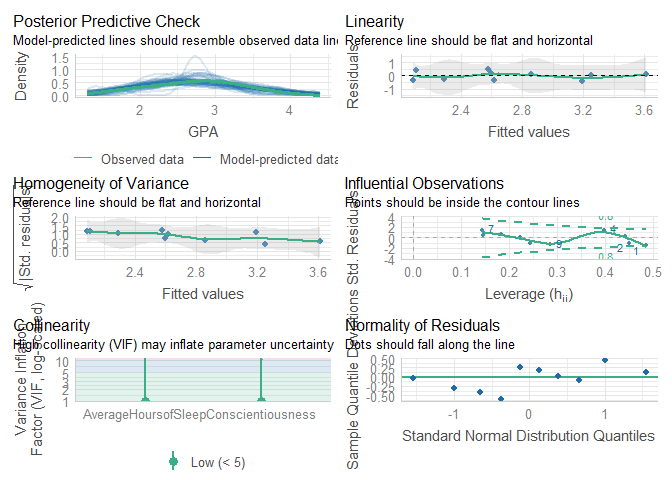 Posterior Predictive Check
Model-predicted lines should resemble observed data line
Density
1.5
1.0
0.5
0.0
2
3
4
GPA
Observed data
Model-predicted data
Linearity
Reference line should be flat and horizontal
Residuals
1
0
-1
2.4
2.8
3.2
3.6
Fitted values
Homogeneity of Variance
Reference line should be flat and horizontal
√|Std. residuals|
2.0
1.5
1.0
0.5
0.0
2.4
2.8
3.2
3.6
Fitted values
Influential Observations
Points should be inside the contour lines
Std. Residuals
4
2
0
-2
-4
0.8
7
9
4
2
1
0.8
0.0
0.1
0.2
0.3
0.4
0.5
Leverage (hii)
Collinearity
High collinearity (VIF) may inflate parameter uncertainty
Variance Inflation
Factor (VIF, log-scaled)
10
5
3
2
1
AverageHoursofSleepConscientiousness
Low (< 5)
Normality of Residuals
Dots should fall along the line
Sample Quantile Deviations
0.50
0.25
0.00
-0.25
-0.50
-1
0
1
Standard Normal Distribution Quantiles